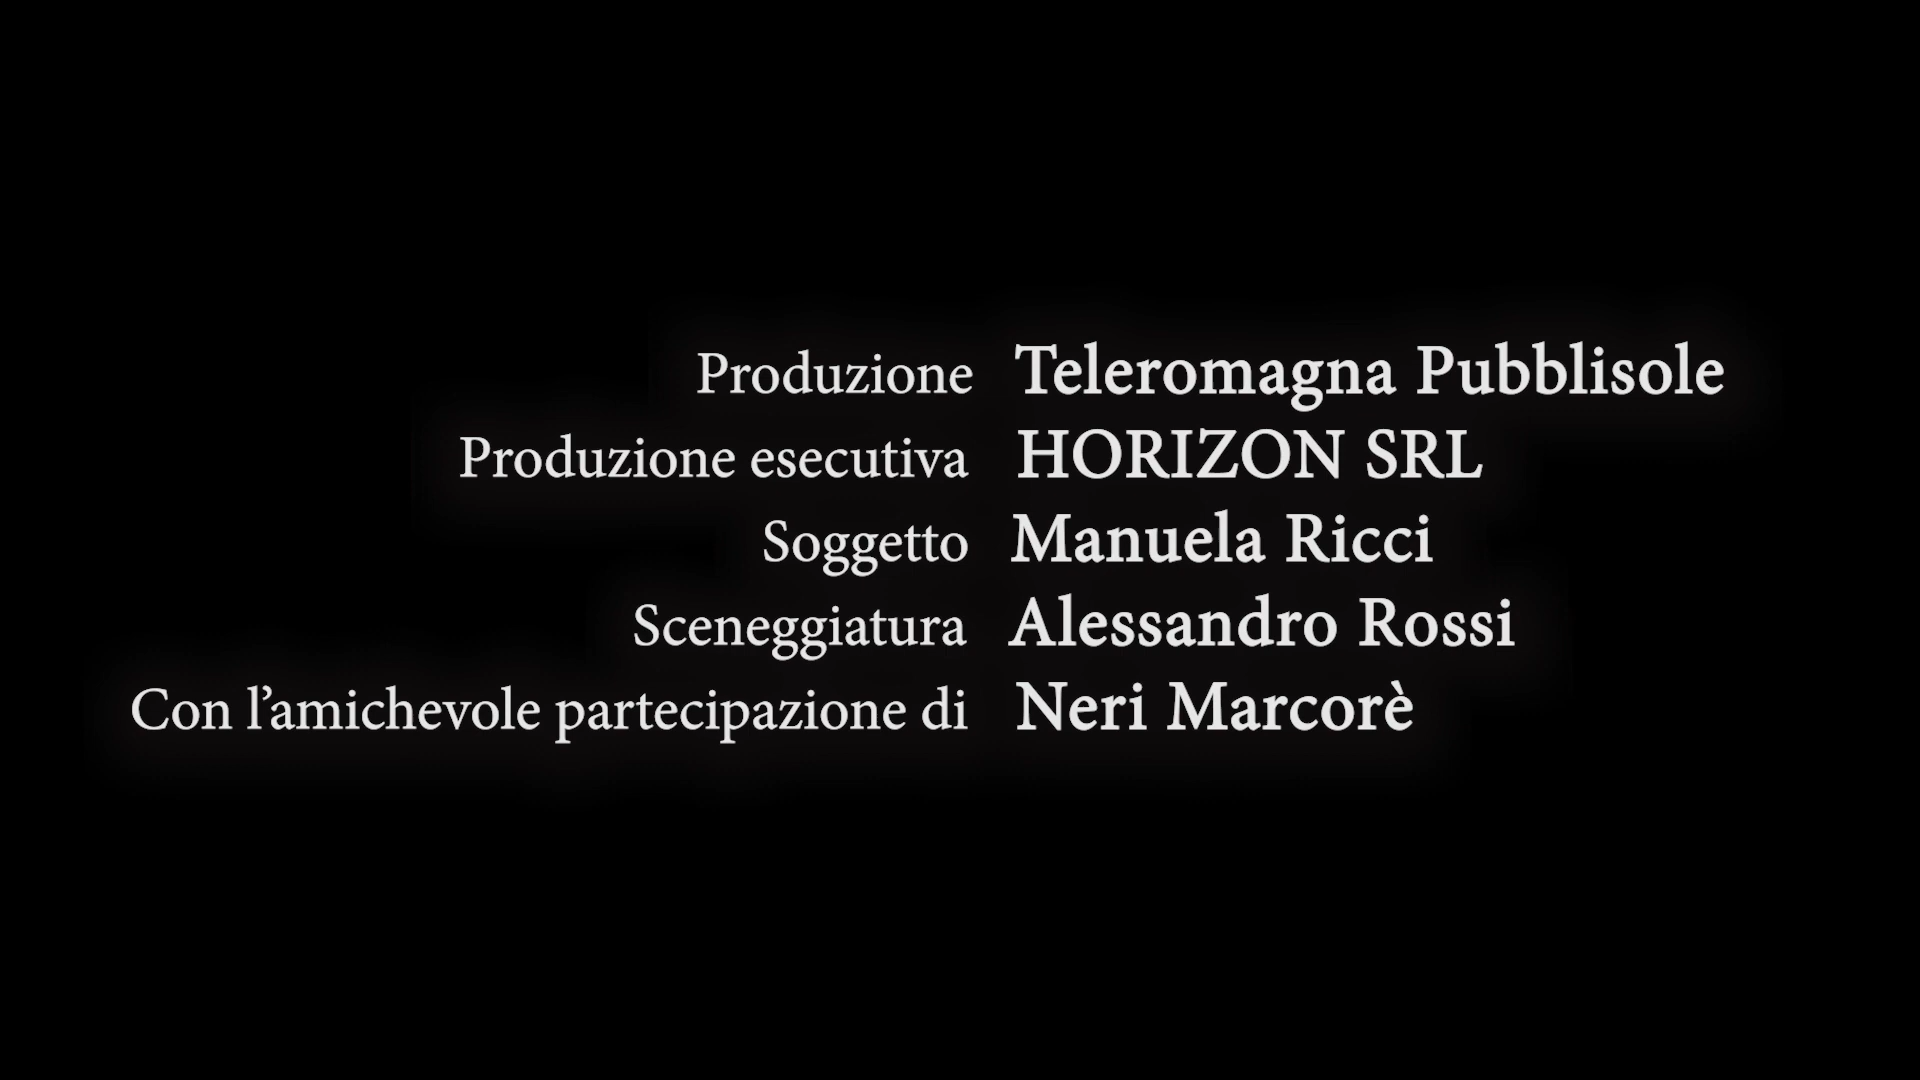 Produzione Teleromagna Pubblisole
Produzione esecutiva HORIZON SRL
Soggetto Manuela Ricci
Sceneggiatura Alessandro Rossi
Con l’amichevole partecipazione di Neri Marcorè